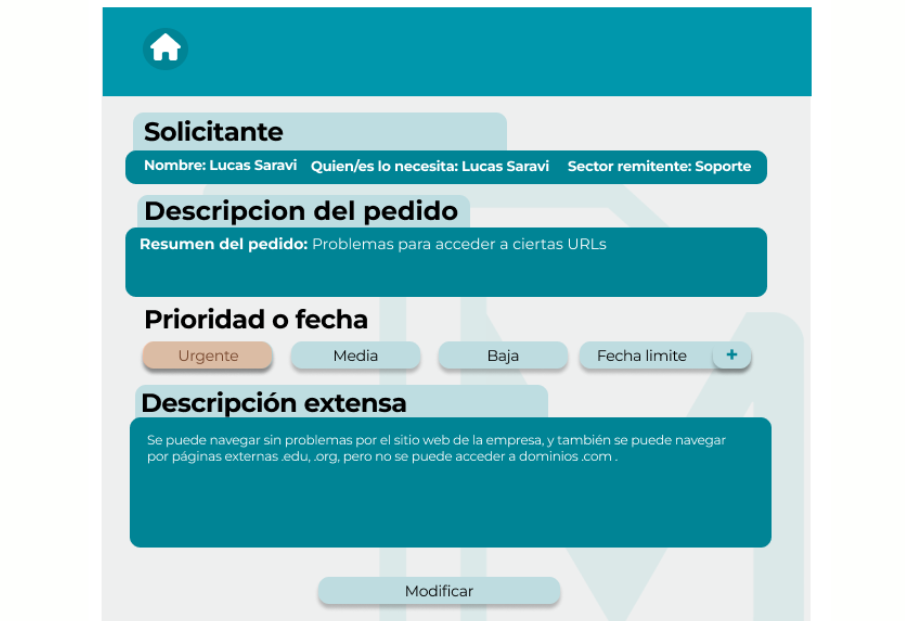 Solicitante
Nombre: Lucas Saravi Quien/es lo necesita: Lucas Saravi Sector remitente: Soporte
Descripcion del pedido
Resumen del pedido: Problemas para acceder a ciertas URLs
Prioridad o fecha
Urgente Media Baja Fecha limite +
Descripción extensa
Se puede navegar sin problemas por el sitio web de la empresa, y también se puede navegar
por páginas externas .edu, .org, pero no se puede acceder a dominios .com .
Modificar